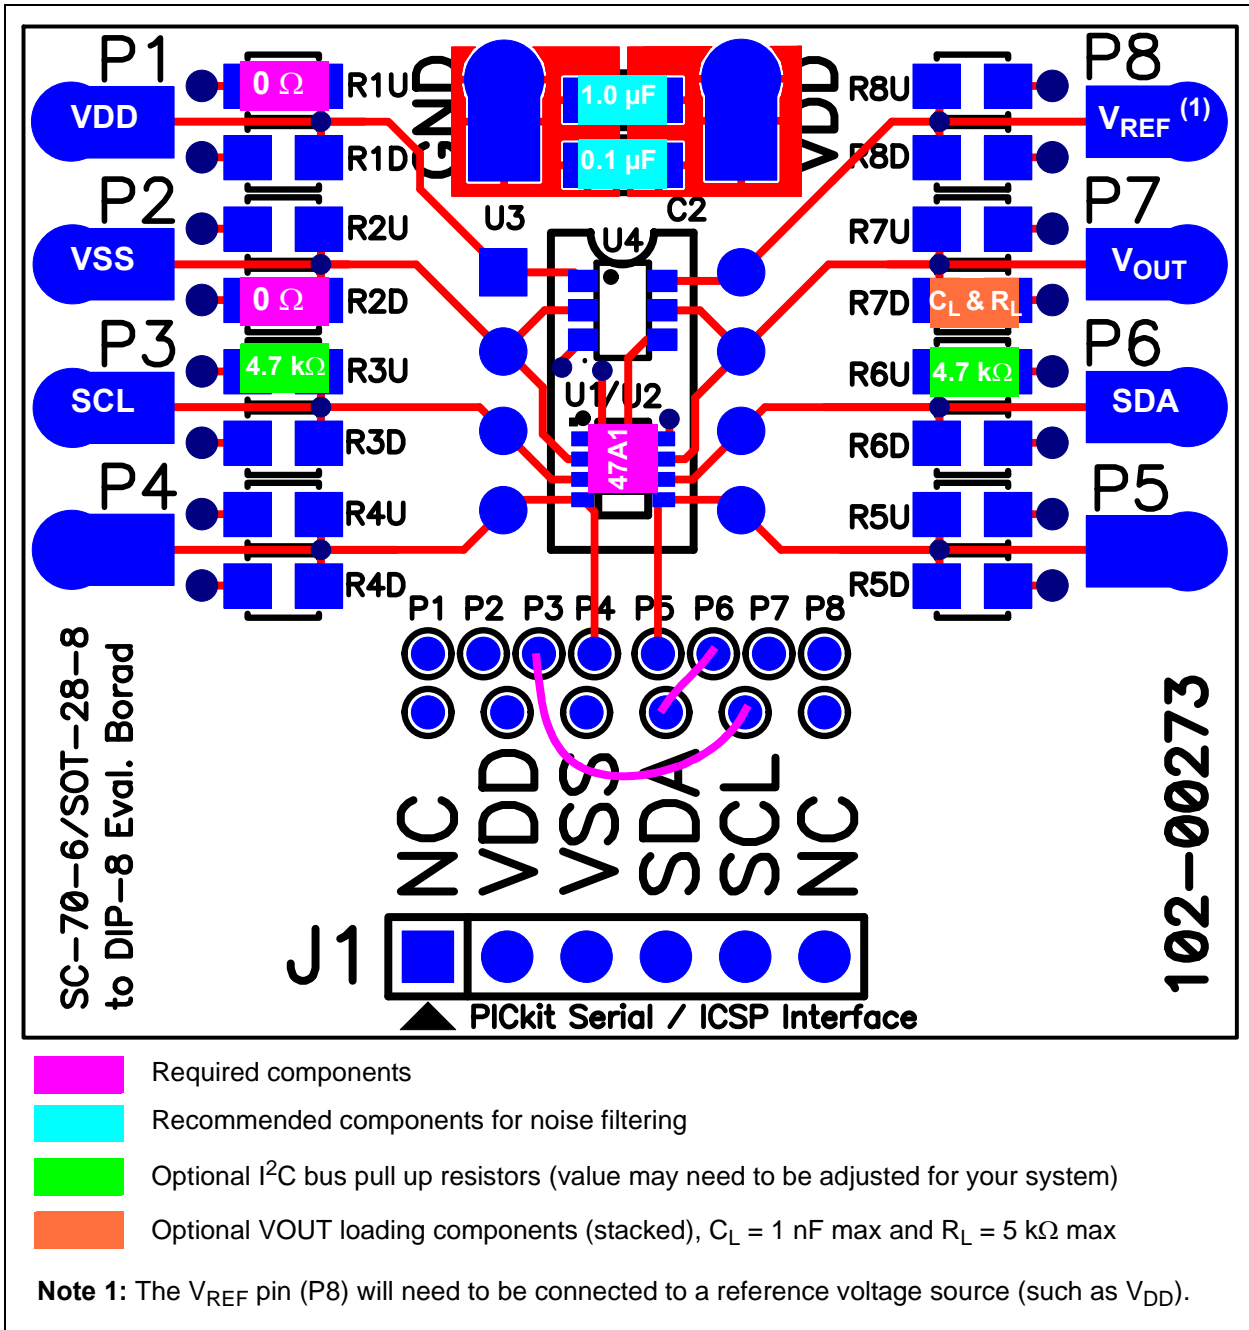 P1
VDD
0 Ω
R1U
R1D
GND
1.0 µF
0.1 µF
VDD
C2
R8U
R8D
P8
VREF (1)
P2
VSS
R2U
0 Ω
R2D
U3
U4
R7U
R7D
CL & RL
P7
VOUT
P3
SCL
4.7 kΩ
R3U
R3D
U1/U2
47A1
R6U
4.7 kΩ
R6D
P6
SDA
P4
R4U
R4D
R5U
R5D
P5
P1 P2 P3 P4 P5 P6 P7 P8
NC VDD VSS SDA SCL NC
SC-70-6/SOT-28-8
to DIP-8 Eval. Borad
102-00273
J1
PICkit Serial / ICSP Interface
Required components
Recommended components for noise filtering
Optional I²C bus pull up resistors (value may need to be adjusted for your system)
Optional VOUT loading components (stacked), CL = 1 nF max and RL = 5 kΩ max
Note 1: The VREF pin (P8) will need to be connected to a reference voltage source (such as VDD).